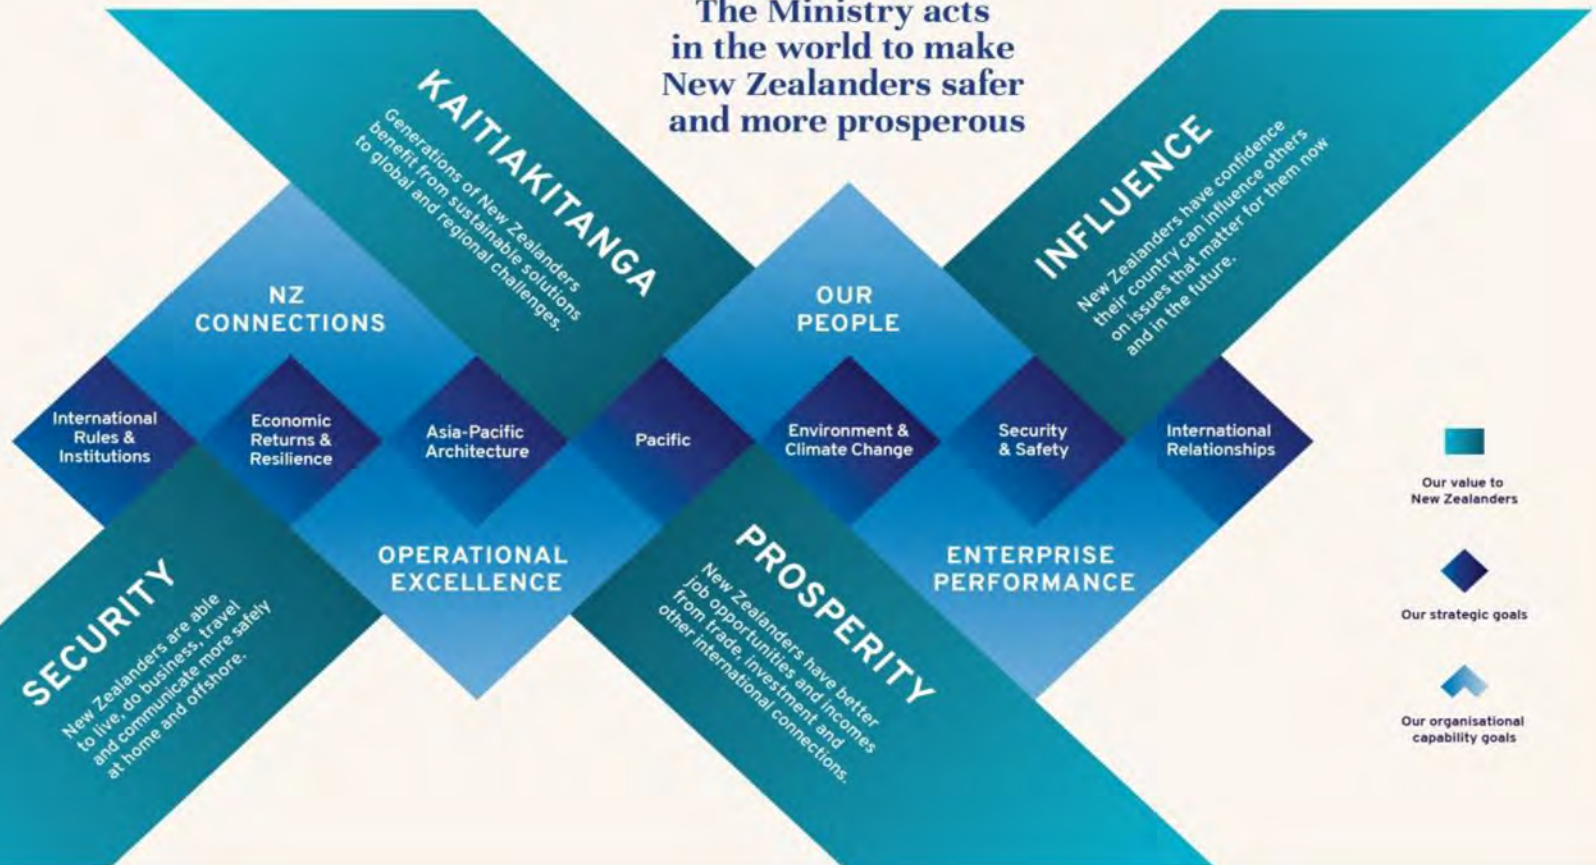 The Ministry acts
in the world to make
New Zealanders safer
and more prosperous
KAITIAKITANGA
Generations of New Zealanders
benefit from sustainable solutions
to global and regional challenges.
INFLUENCE
New Zealanders have confidence
their country can influence others
on issues that matter for them now
and in the future.
NZ
CONNECTIONS
OUR
PEOPLE
International
Rules &
Institutions
Economic
Returns &
Resilience
Asia-Pacific
Architecture
Pacific
Environment &
Climate Change
Security
& Safety
International
Relationships
OPERATIONAL
EXCELLENCE
ENTERPRISE
PERFORMANCE
SECURITY
New Zealanders are able
to live, do business, travel
and communicate more safely
at home and offshore.
PROSPERITY
New Zealanders have better
job opportunities and incomes
from trade, investment and
other international connections.
Our value to
New Zealanders
Our strategic goals
Our organisational
capability goals